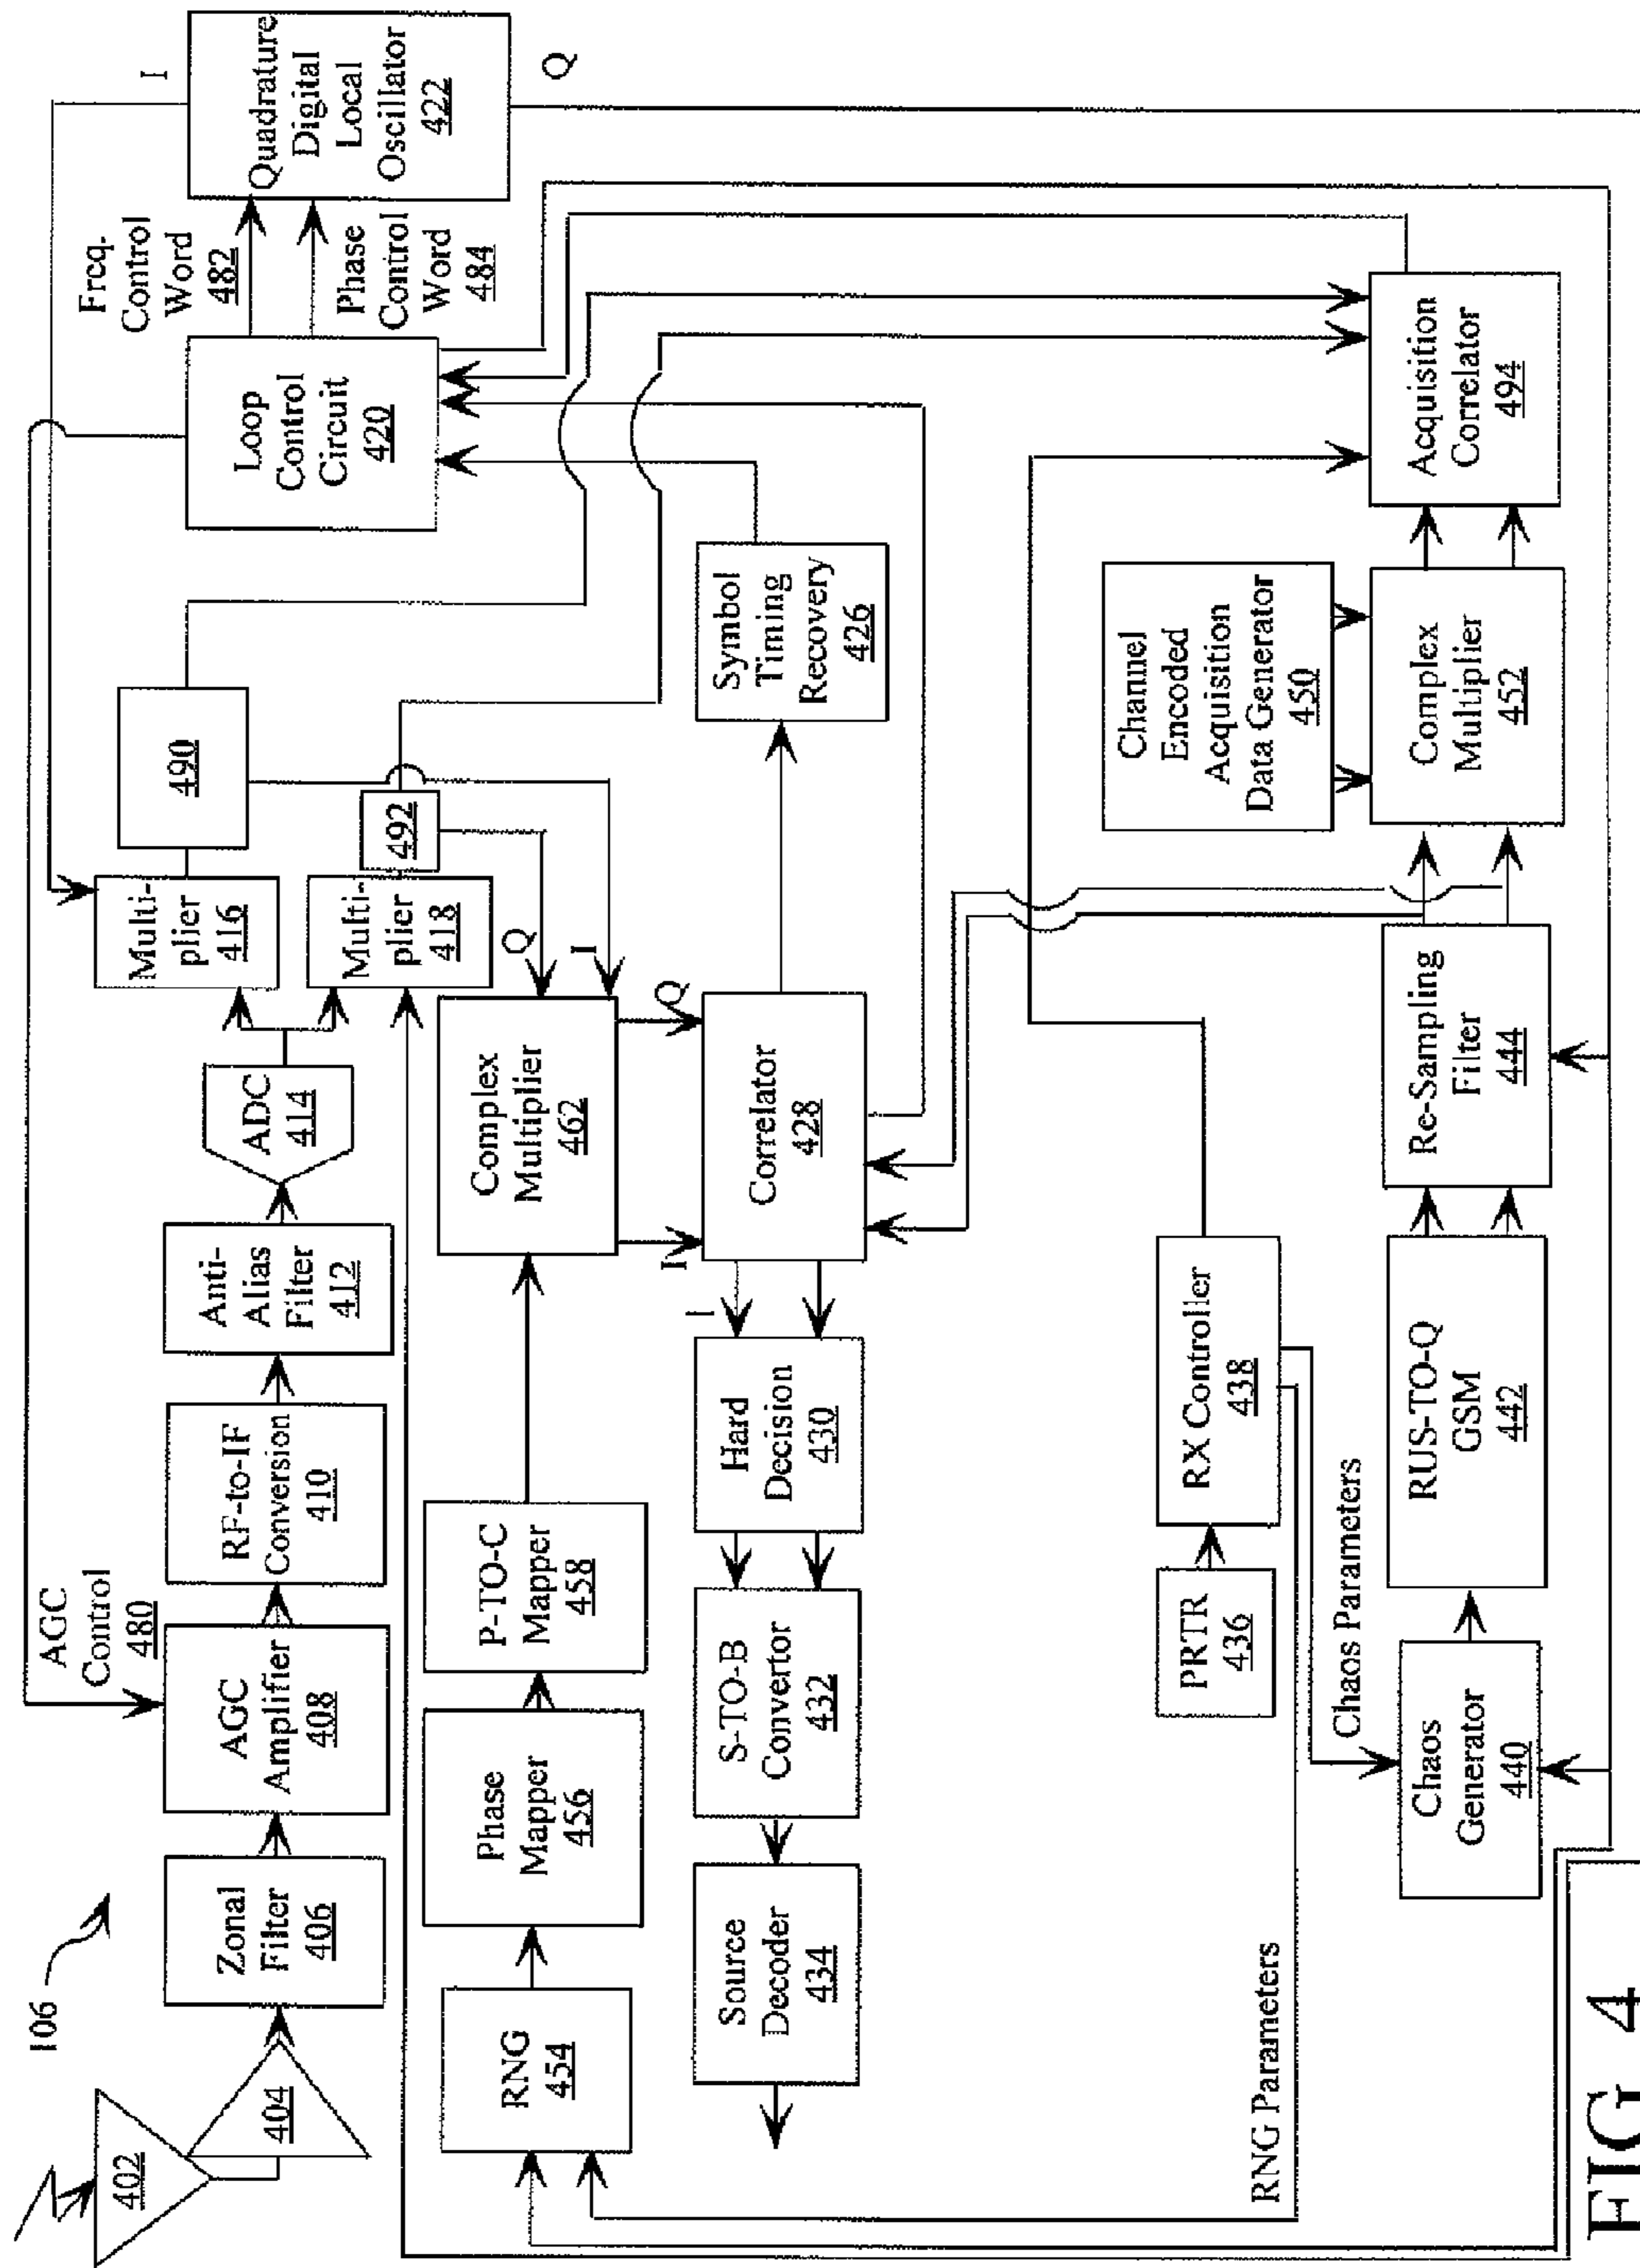 106
402
404
Zonal
Filter
406
AGC
Control
480
AGC
Amplifier
408
RF-to-IF
Conversion
410
Anti-
Alias
Filter
412
ADC
414
Multi-
plier
416
Multi-
plier
418
490
492
Loop
Control
Circuit
420
Freq-
Control
Word
482
Phase
Control
Word
484
I
Quadrature
Digital
Local
Oscillator
422
Q
RNG
454
Phase
Mapper
456
P-TO-C
Mapper
458
Complex
Multiplier
462
Q
I
I
Q
Source
Decoder
434
S-TO-B
Convertor
432
Hard
Decision
430
I
Correlator
428
Symbol
Timing
Recovery
426
RNG Parameters
PRTR
436
RX Controller
438
Chaos Parameters
Channel
Encoded
Acquisition
Data Generator
450
Chaos
Generator
440
RUS-TO-Q
GSM
442
Re-Sampling
Filter
444
Complex
Multiplier
452
Acquisition
Correlator
494
FIG 4